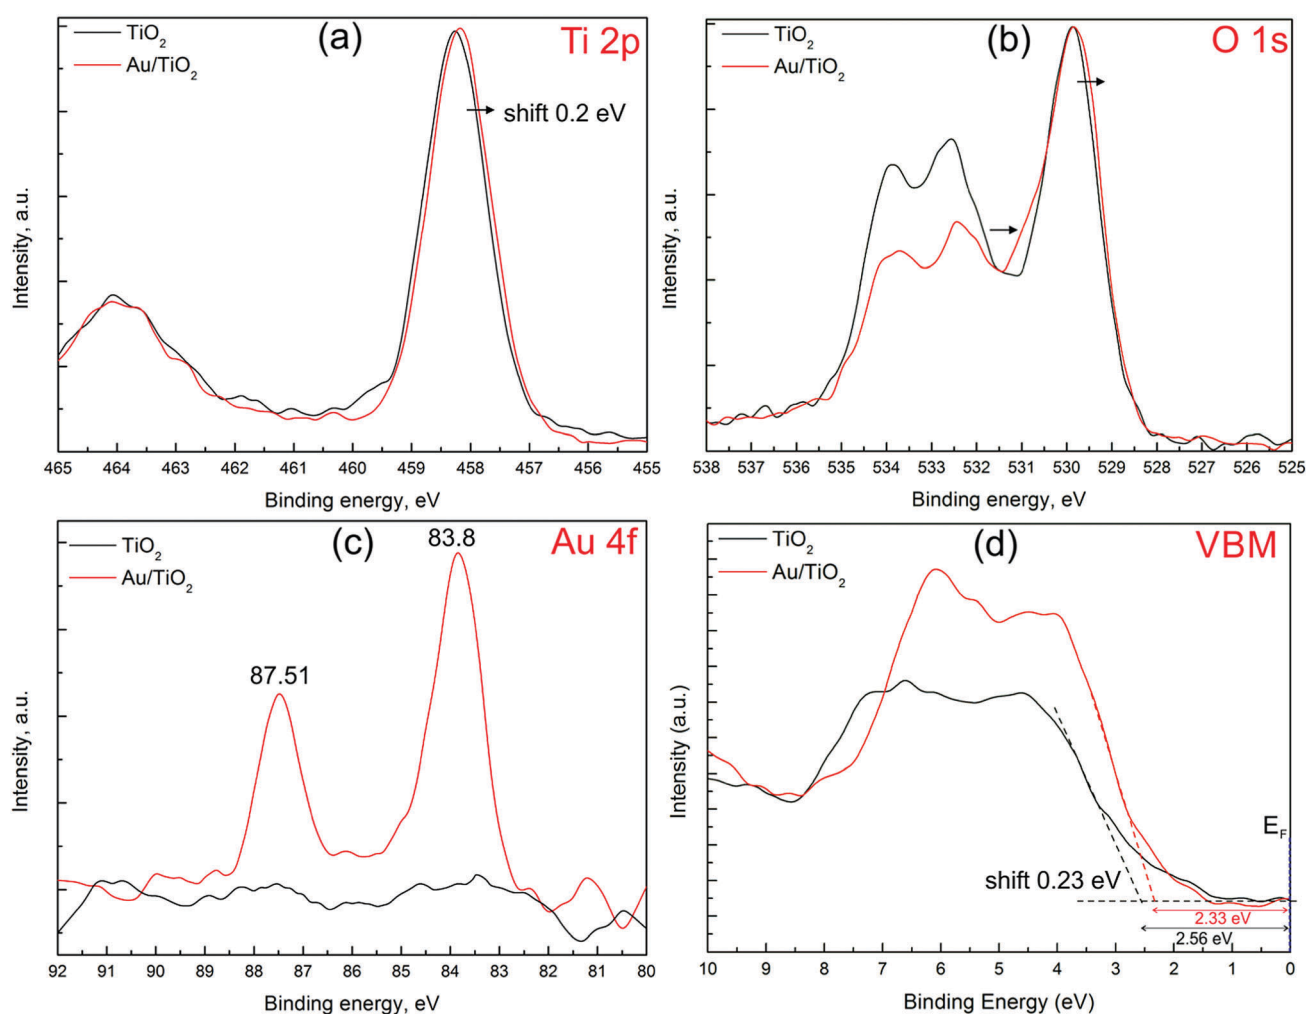 TiO₂
Au/TiO₂
(a)
Ti 2p
shift 0.2 eV
Intensity, a.u.
465 464 463 462 461 460 459 458 457 456 455
Binding energy, eV
TiO₂
Au/TiO₂
(b)
O 1s
Intensity, a.u.
538 537 536 535 534 533 532 531 530 529 528 527 526 525
Binding energy, eV
TiO₂
Au/TiO₂
(c)
83.8
Au 4f
87.51
Intensity, a.u.
92 91 90 89 88 87 86 85 84 83 82 81 80
Binding energy, eV
TiO₂
Au/TiO₂
(d)
VBM
E_F
shift 0.23 eV
2.33 eV
2.56 eV
Intensity (a.u.)
10 9 8 7 6 5 4 3 2 1 0
Binding Energy (eV)